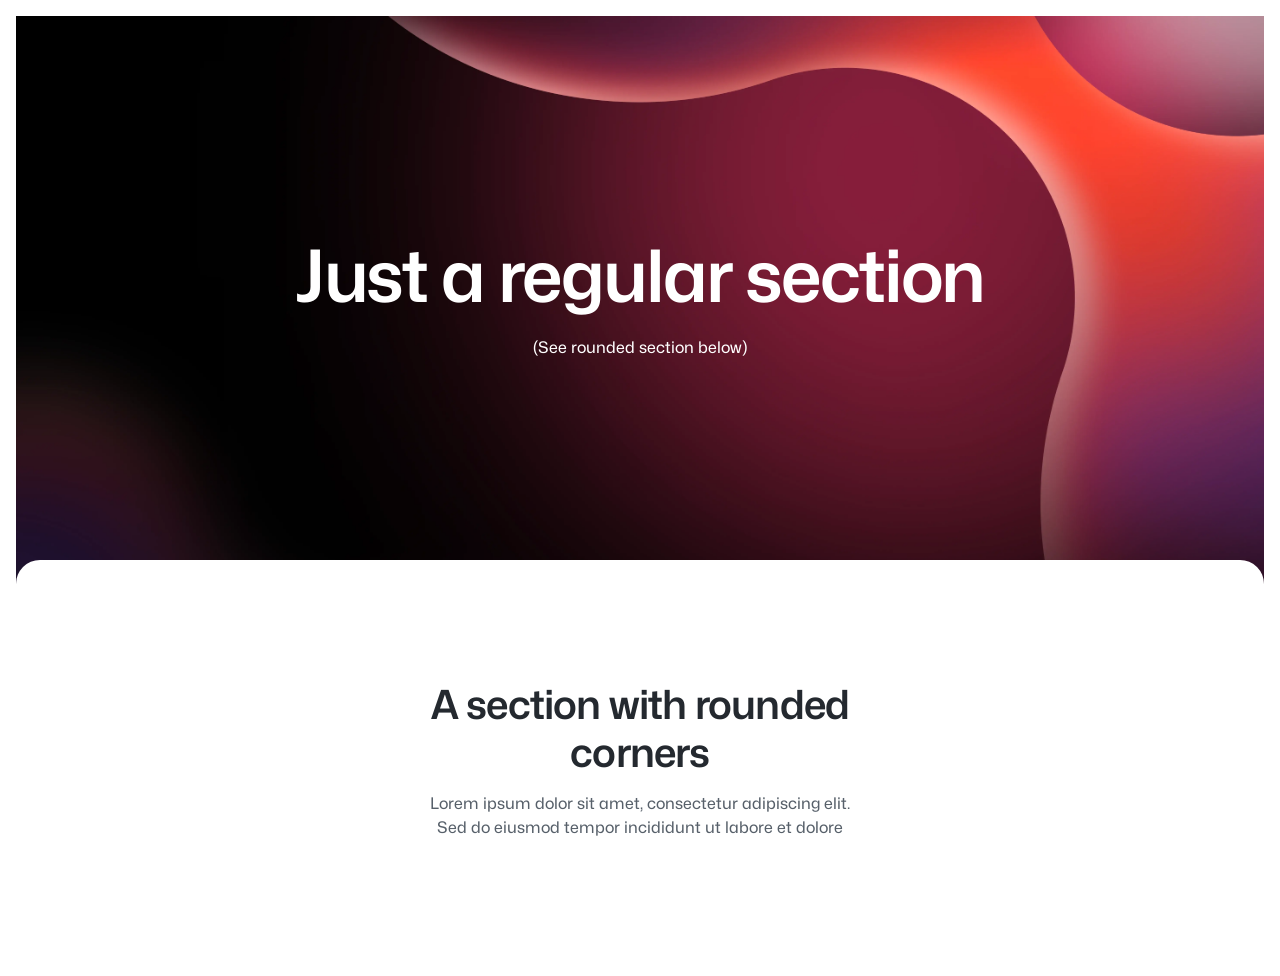 Just a regular section
(See rounded section below)
A section with rounded
corners
Lorem ipsum dolor sit amet, consectetur adipiscing elit.
Sed do eiusmod tempor incididunt ut labore et dolore